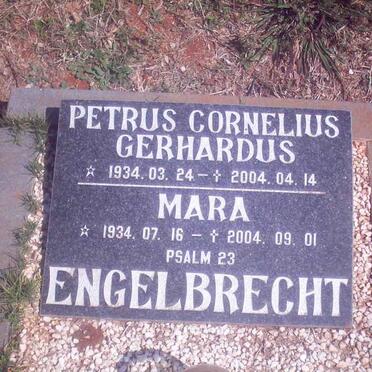 PETRUS CORNELIUS
GERHARDUS
☆ 1934. 03. 24 – ✝ 2004. 04. 14
MARA
☆ 1934. 07. 16 – ✝ 2004. 09. 01
PSALM 23
ENGELBRECHT